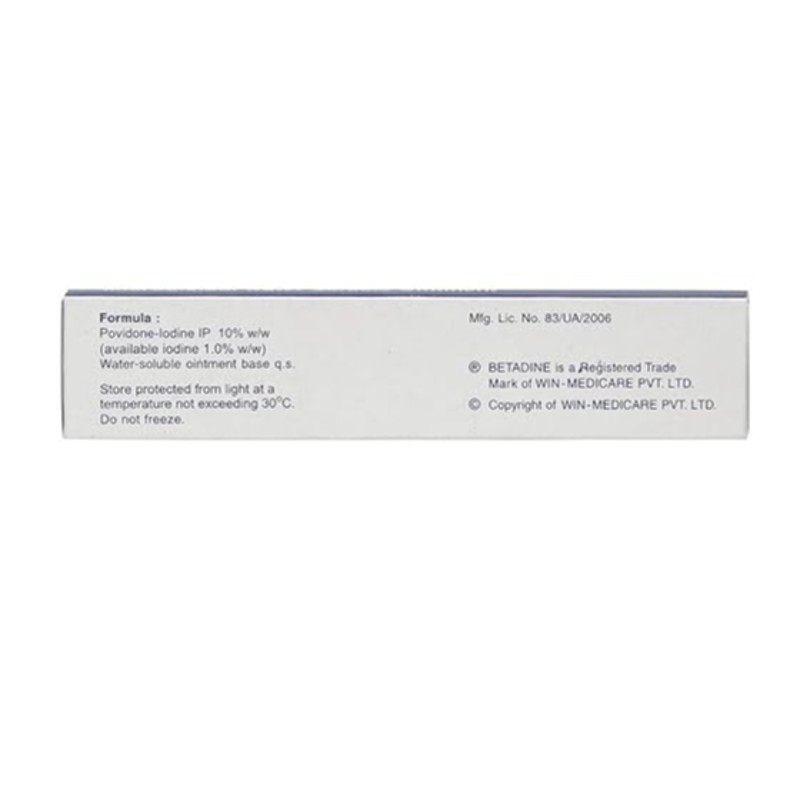 Formula :
Povidone-Iodine IP 10% w/w
(available iodine 1.0% w/w)
Water-soluble ointment base q.s.
Store protected from light at a
temperature not exceeding 30°C.
Do not freeze.
Mfg. Lic. No. 83/UA/2006
® BETADINE is a Registered Trade
Mark of WIN-MEDICARE PVT. LTD.
© Copyright of WIN-MEDICARE PVT. LTD.